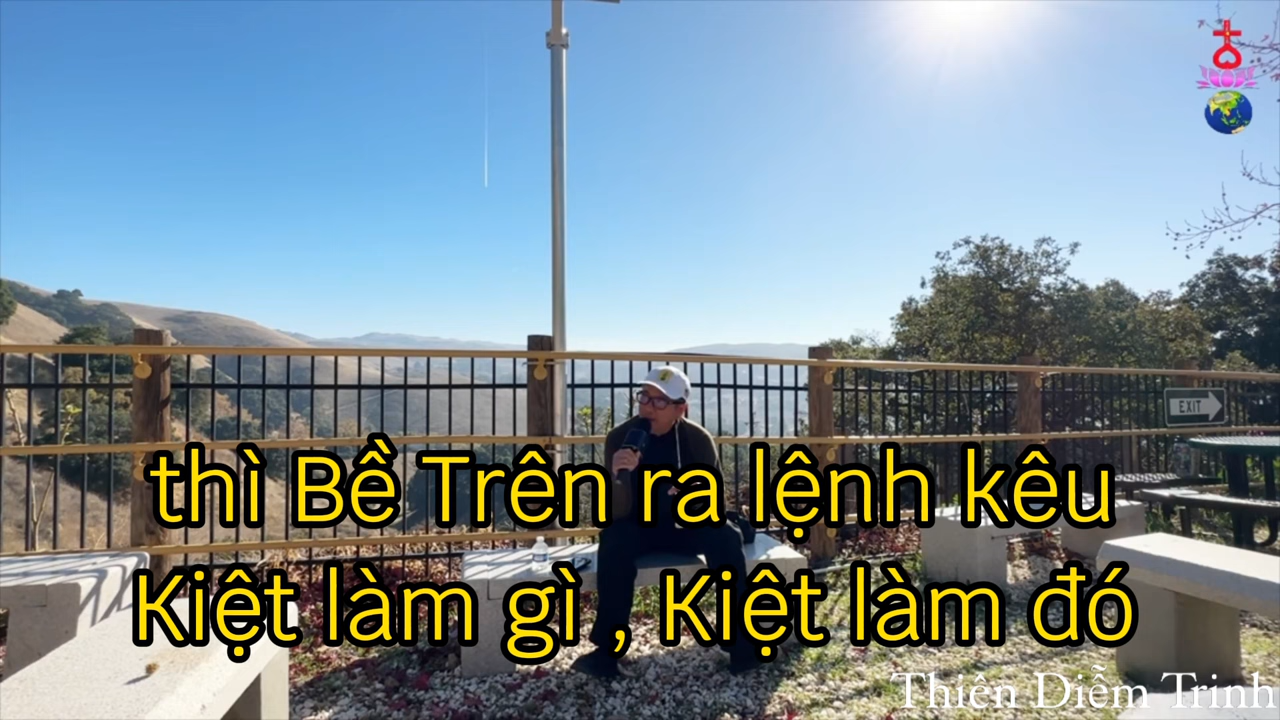 EXIT
thì Bề Trên ra lệnh kêu
Kiệt làm gì , Kiệt làm đó
Thiên Diễm Trinh